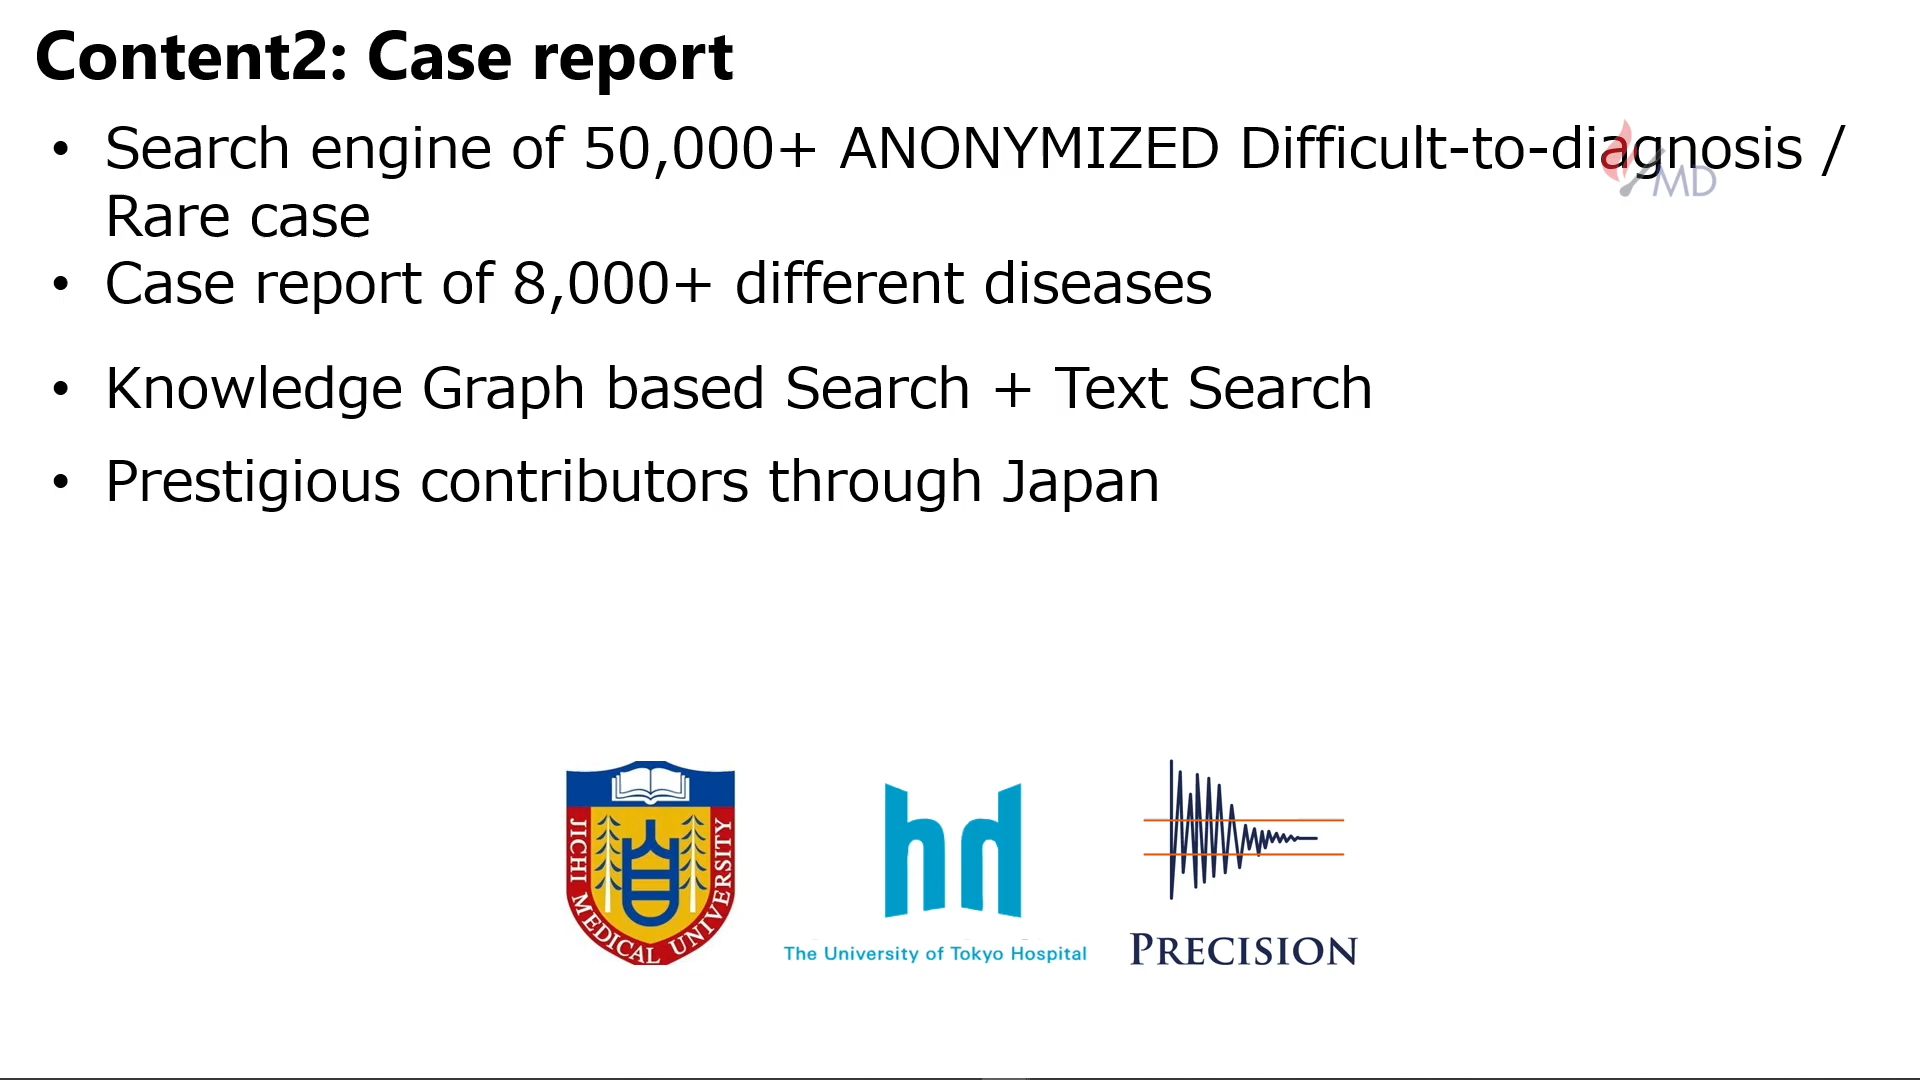 Content2: Case report
• Search engine of 50,000+ ANONYMIZED Difficult-to-diagnosis /
Rare case
• Case report of 8,000+ different diseases
• Knowledge Graph based Search + Text Search
• Prestigious contributors through Japan
MD
JICHI MEDICAL UNIVERSITY
The University of Tokyo Hospital
PRECISION